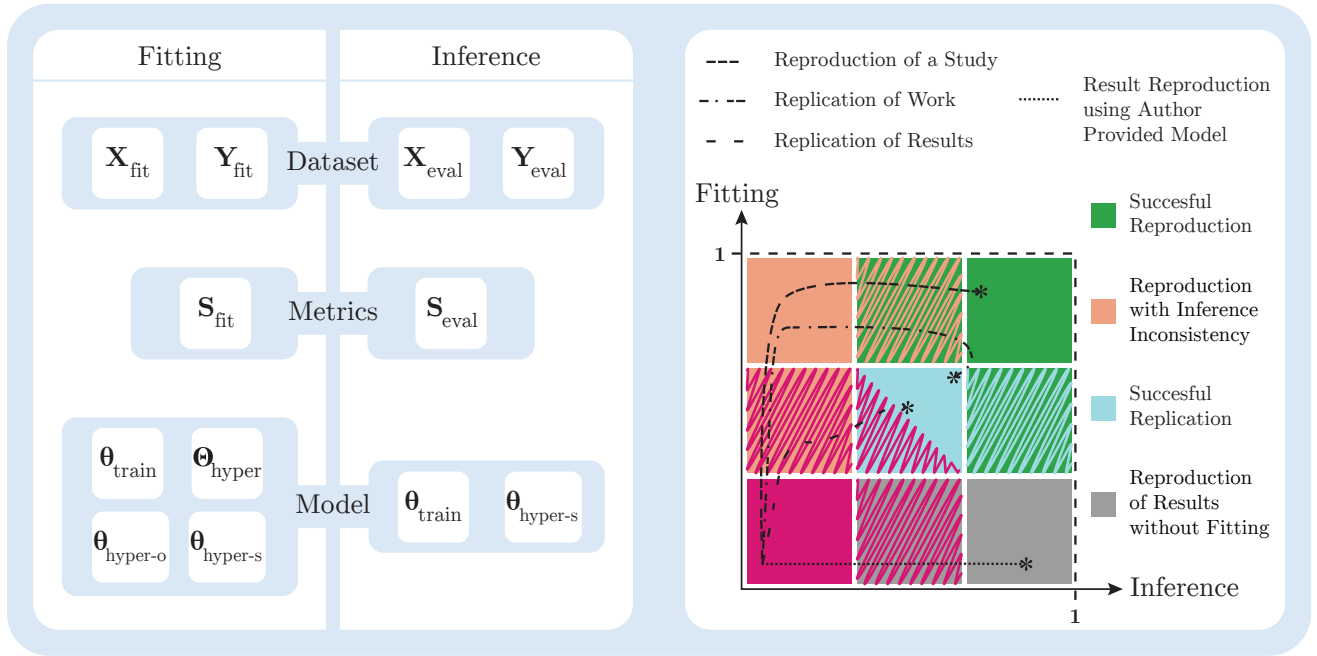 Fitting
Inference
X_fit
Y_fit
Dataset
X_eval
Y_eval
S_fit
Metrics
S_eval
θ_train
Θ_hyper
θ_hyper-o
θ_hyper-s
Model
θ_train
θ_hyper-s
Reproduction of a Study
Replication of Work
Replication of Results
Result Reproduction
using Author
Provided Model
Fitting
1
Succesful
Reproduction
Reproduction
with Inference
Inconsistency
Succesful
Replication
Reproduction
of Results
without Fitting
Inference
1